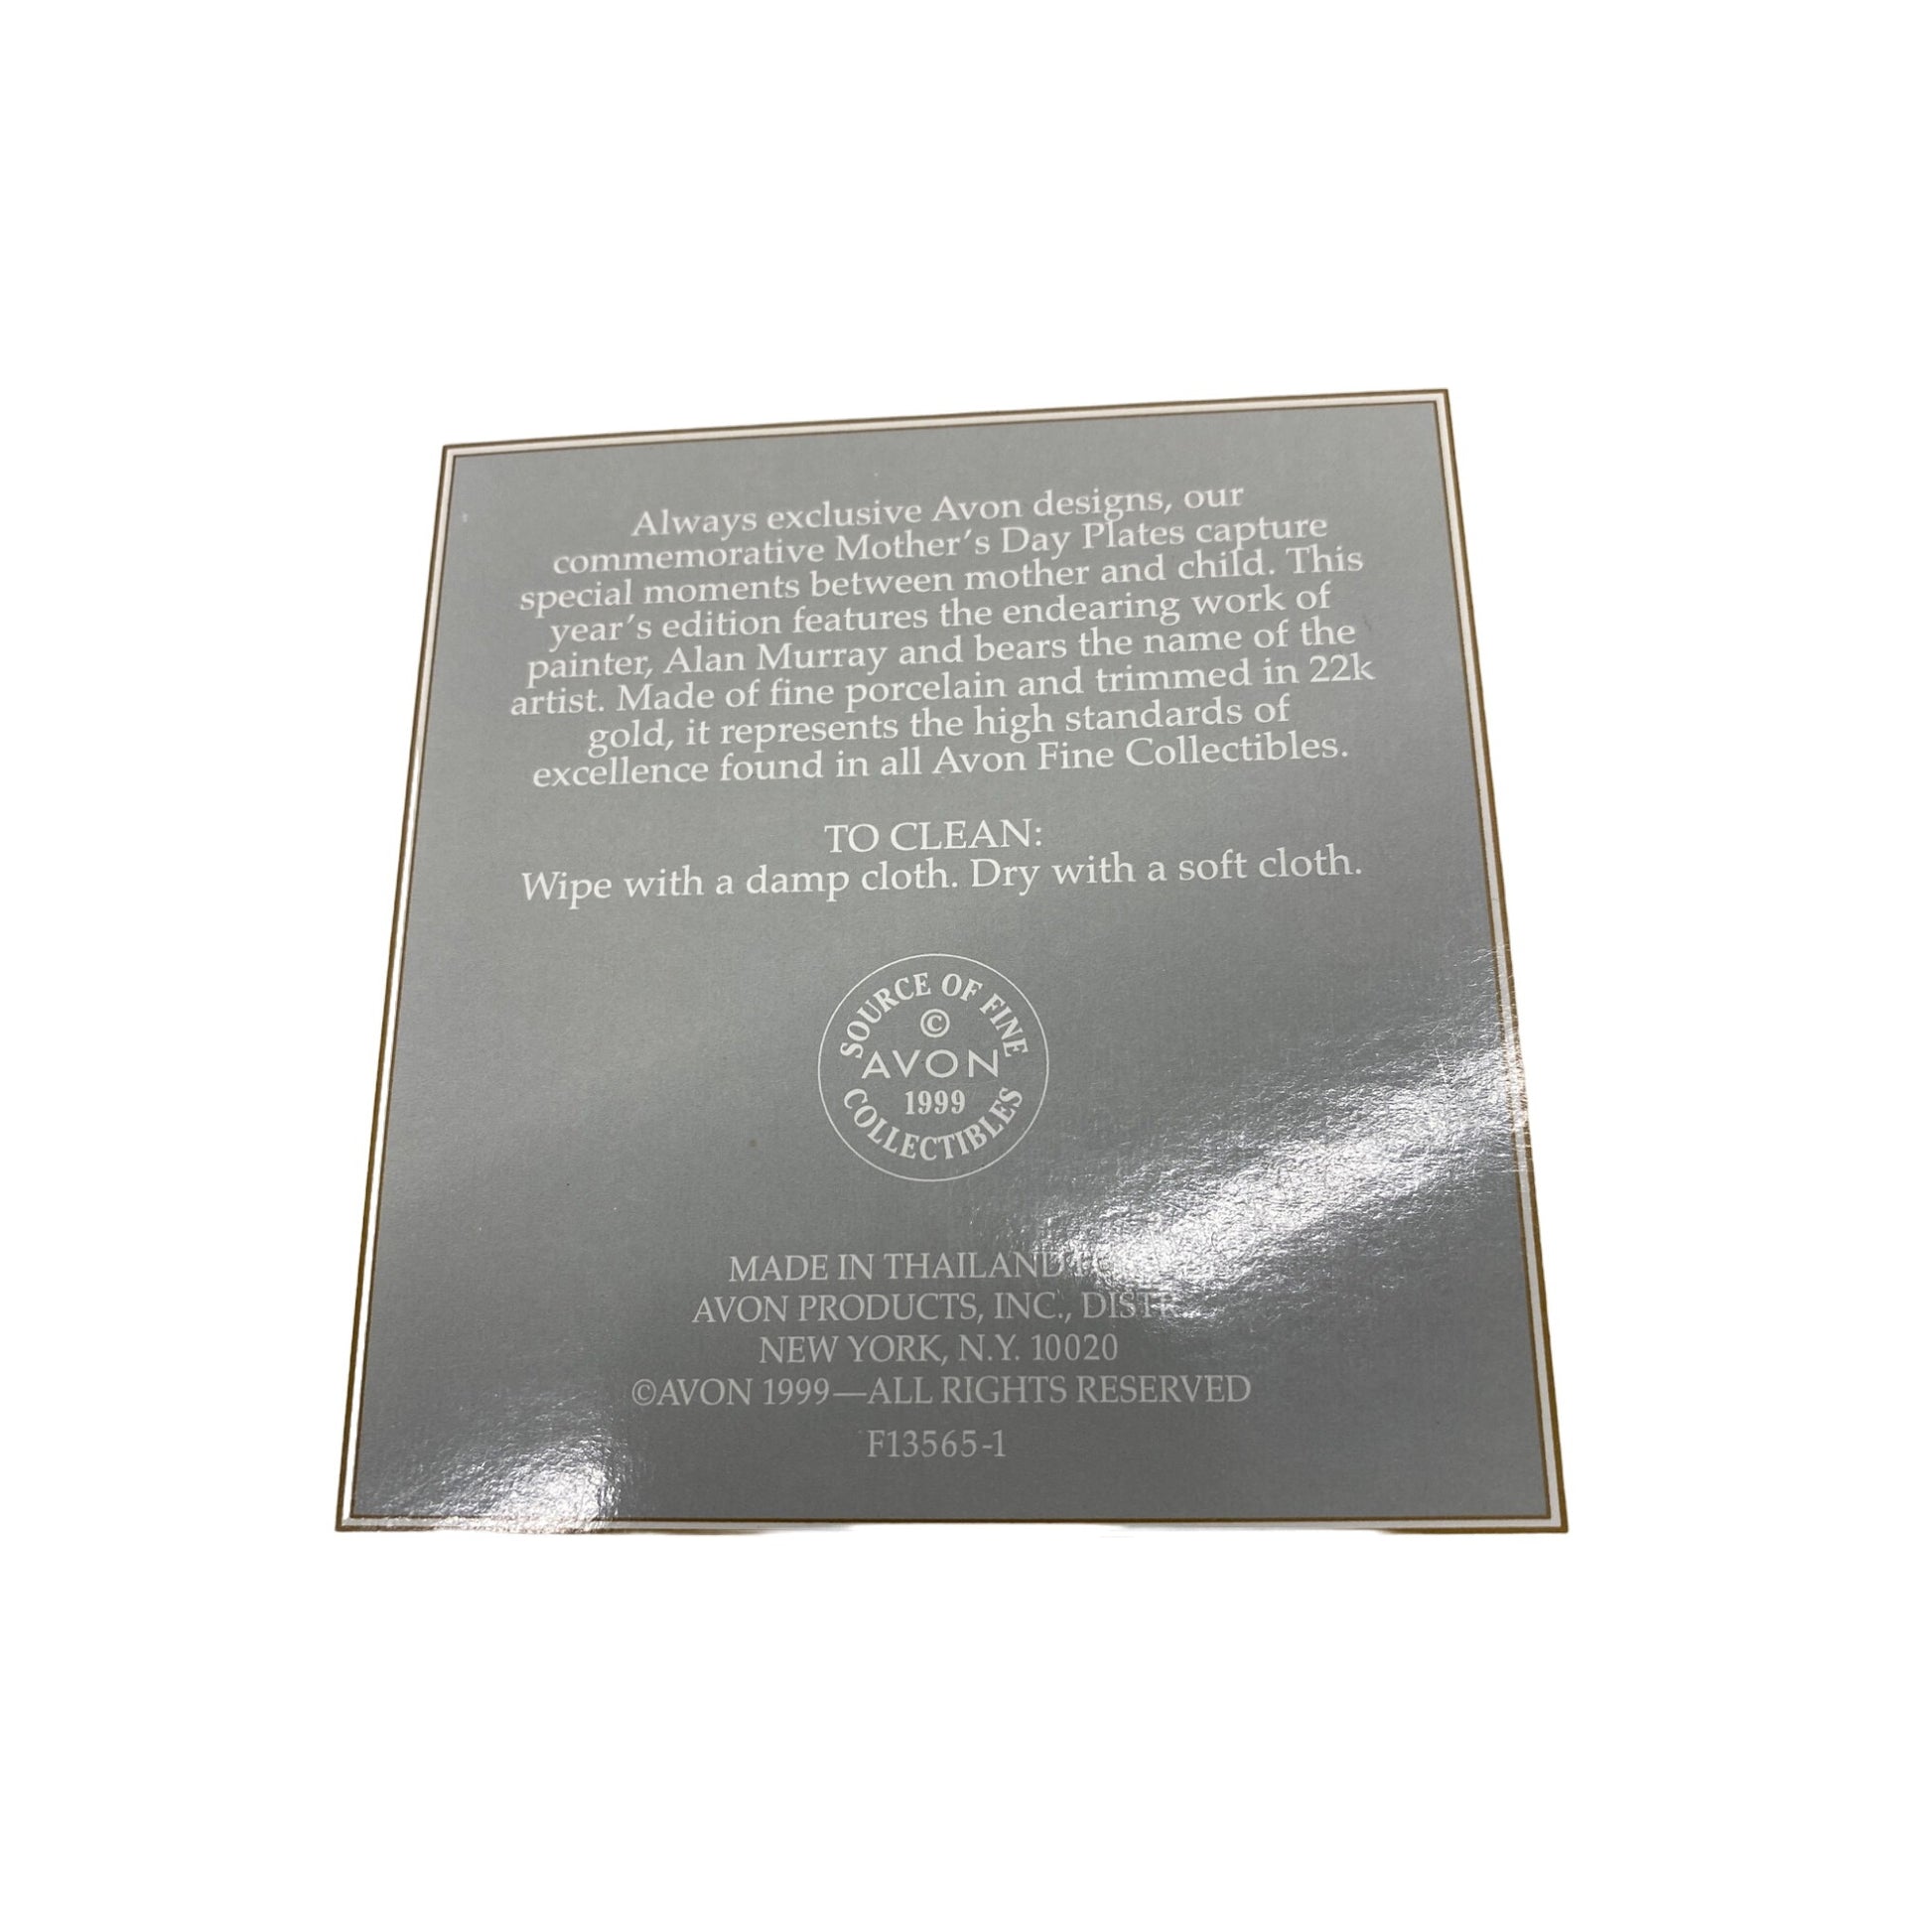 Always exclusive Avon designs, our
commemorative Mother's Day Plates capture
special moments between mother and child. This
year's edition features the endearing work of
painter, Alan Murray and bears the name of the
artist. Made of fine porcelain and trimmed in 22k
gold, it represents the high standards of
excellence found in all Avon Fine Collectibles.
TO CLEAN:
Wipe with a damp cloth. Dry with a soft cloth.
SOURCE OF FINE
©
AVON
1999
COLLECTIBLES
MADE IN THAILAND
AVON PRODUCTS, INC.,
NEW YORK, N.Y. 10020
©AVON 1999—ALL RIGHTS RESERVED
F13565-1